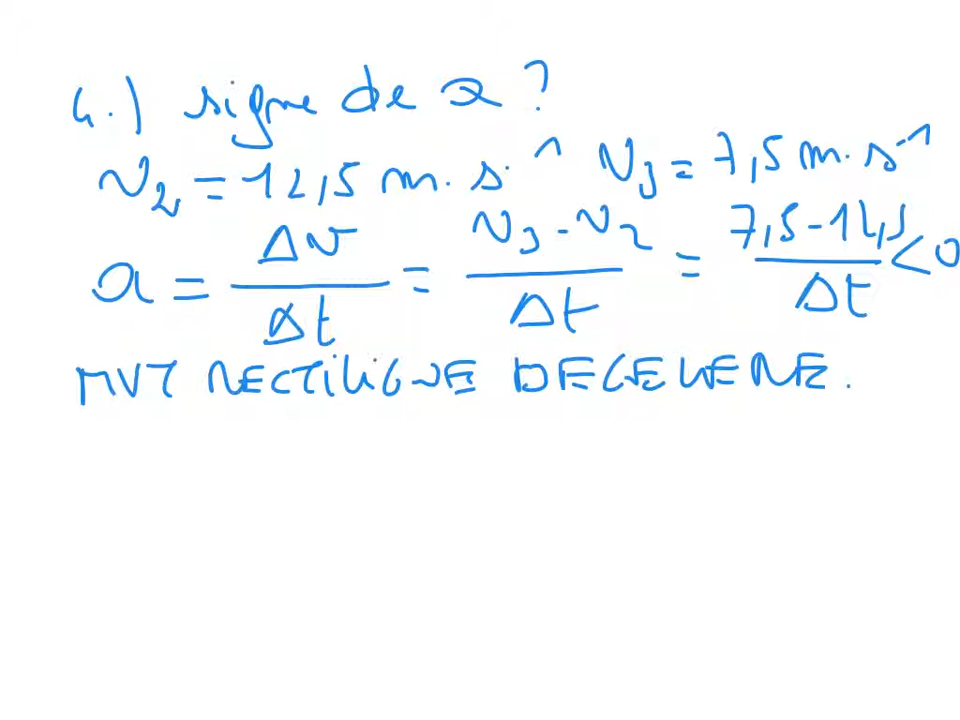 4.) signe de a ?
v₂ = 12,5 m.s⁻¹ v₃ = 7,5 m.s⁻¹
a = Δv/Δt = (v₃ - v₂)/Δt = (7,5 - 12,5)/Δt < 0
MVT RECTILIGNE DECELERE.